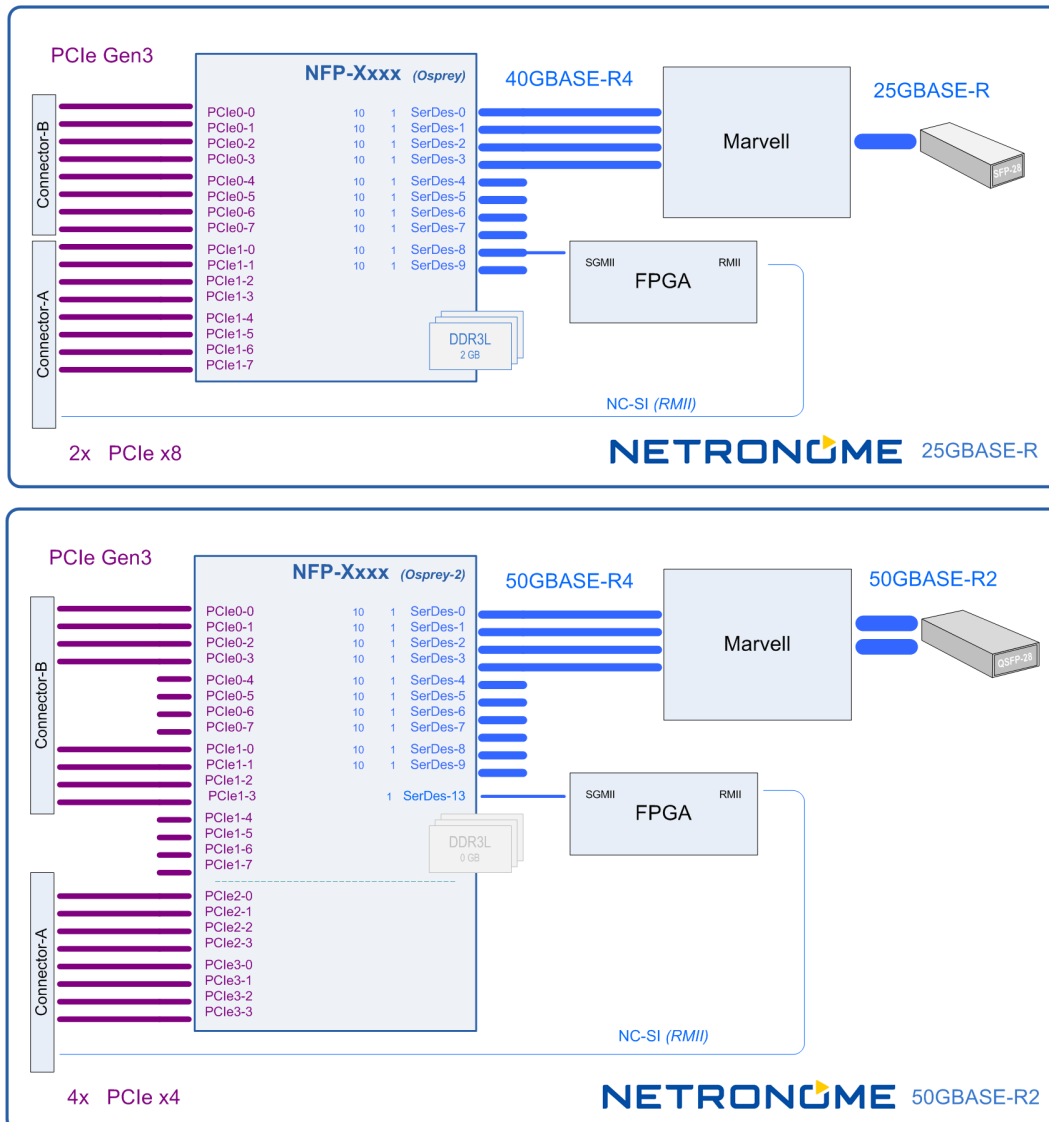 PCIe Gen3
NFP-Xxxx (Osprey)
40GBASE-R4
25GBASE-R
Connector-B
Connector-A
PCIe0-0 10 1 SerDes-0
PCIe0-1 10 1 SerDes-1
PCIe0-2 10 1 SerDes-2
PCIe0-3 10 1 SerDes-3
PCIe0-4 10 1 SerDes-4
PCIe0-5 10 1 SerDes-5
PCIe0-6 10 1 SerDes-6
PCIe0-7 10 1 SerDes-7
PCIe1-0 10 1 SerDes-8
PCIe1-1 10 1 SerDes-9
PCIe1-2
PCIe1-3
PCIe1-4
PCIe1-5
PCIe1-6
PCIe1-7
DDR3L
2 GB
Marvell
SFP-28
SGMII
RMII
FPGA
NC-SI (RMII)
2x PCIe x8
NETRONOME 25GBASE-R
PCIe Gen3
NFP-Xxxx (Osprey-2)
50GBASE-R4
50GBASE-R2
Connector-B
Connector-A
PCIe0-0 10 1 SerDes-0
PCIe0-1 10 1 SerDes-1
PCIe0-2 10 1 SerDes-2
PCIe0-3 10 1 SerDes-3
PCIe0-4 10 1 SerDes-4
PCIe0-5 10 1 SerDes-5
PCIe0-6 10 1 SerDes-6
PCIe0-7 10 1 SerDes-7
PCIe1-0 10 1 SerDes-8
PCIe1-1 10 1 SerDes-9
PCIe1-2
PCIe1-3 1 SerDes-13
PCIe1-4
PCIe1-5
PCIe1-6
PCIe1-7
DDR3L
0 GB
PCIe2-0
PCIe2-1
PCIe2-2
PCIe2-3
PCIe3-0
PCIe3-1
PCIe3-2
PCIe3-3
Marvell
QSFP-28
SGMII
RMII
FPGA
NC-SI (RMII)
4x PCIe x4
NETRONOME 50GBASE-R2